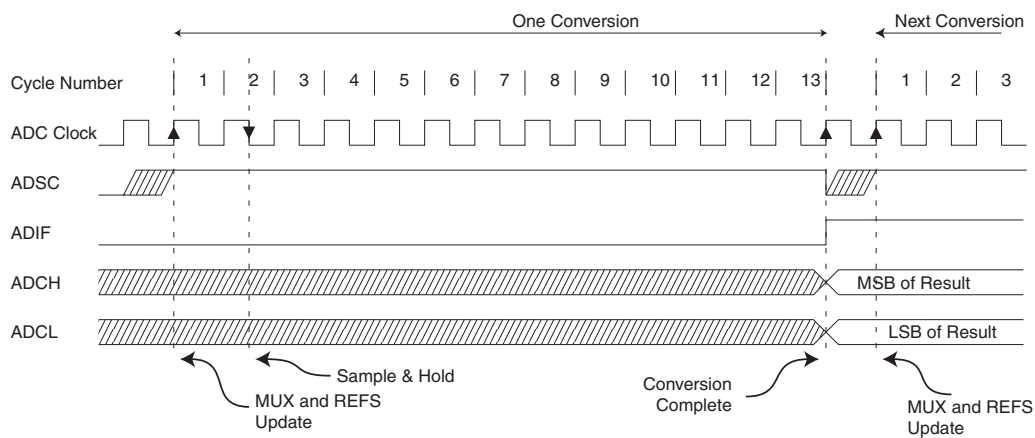 One Conversion
Next Conversion
Cycle Number
1 2 3 4 5 6 7 8 9 10 11 12 13 1 2 3
ADC Clock
ADSC
ADIF
ADCH
MSB of Result
ADCL
LSB of Result
Sample & Hold
MUX and REFS
Update
Conversion
Complete
MUX and REFS
Update